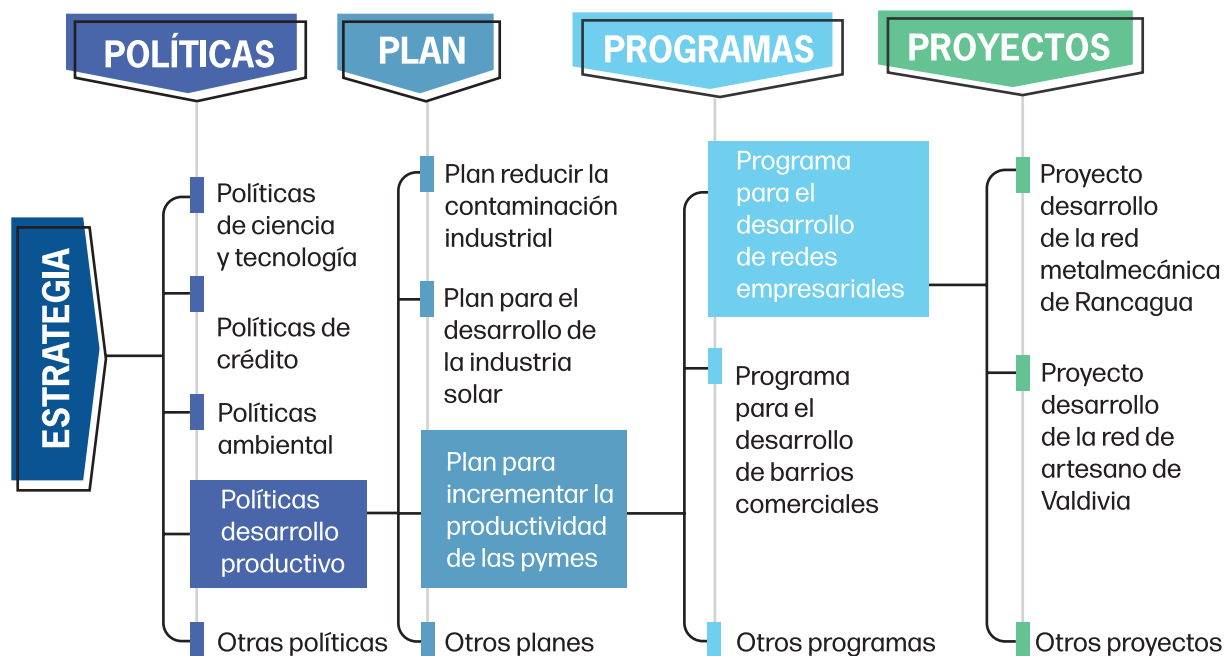 POLÍTICAS
PLAN
PROGRAMAS
PROYECTOS
ESTRATEGIA
Políticas
de ciencia
y tecnología
Políticas de
crédito
Políticas
ambiental
Políticas
desarrollo
productivo
Otras políticas
Plan reducir la
contaminación
industrial
Plan para el
desarrollo de
la industria
solar
Plan para
incrementar la
productividad
de las pymes
Otros planes
Programa
para el
desarrollo
de redes
empresariales
Programa
para el
desarrollo
de barrios
comerciales
Otros programas
Proyecto
desarrollo
de la red
metalmecánica
de Rancagua
Proyecto
desarrollo
de la red de
artesano de
Valdivia
Otros proyectos